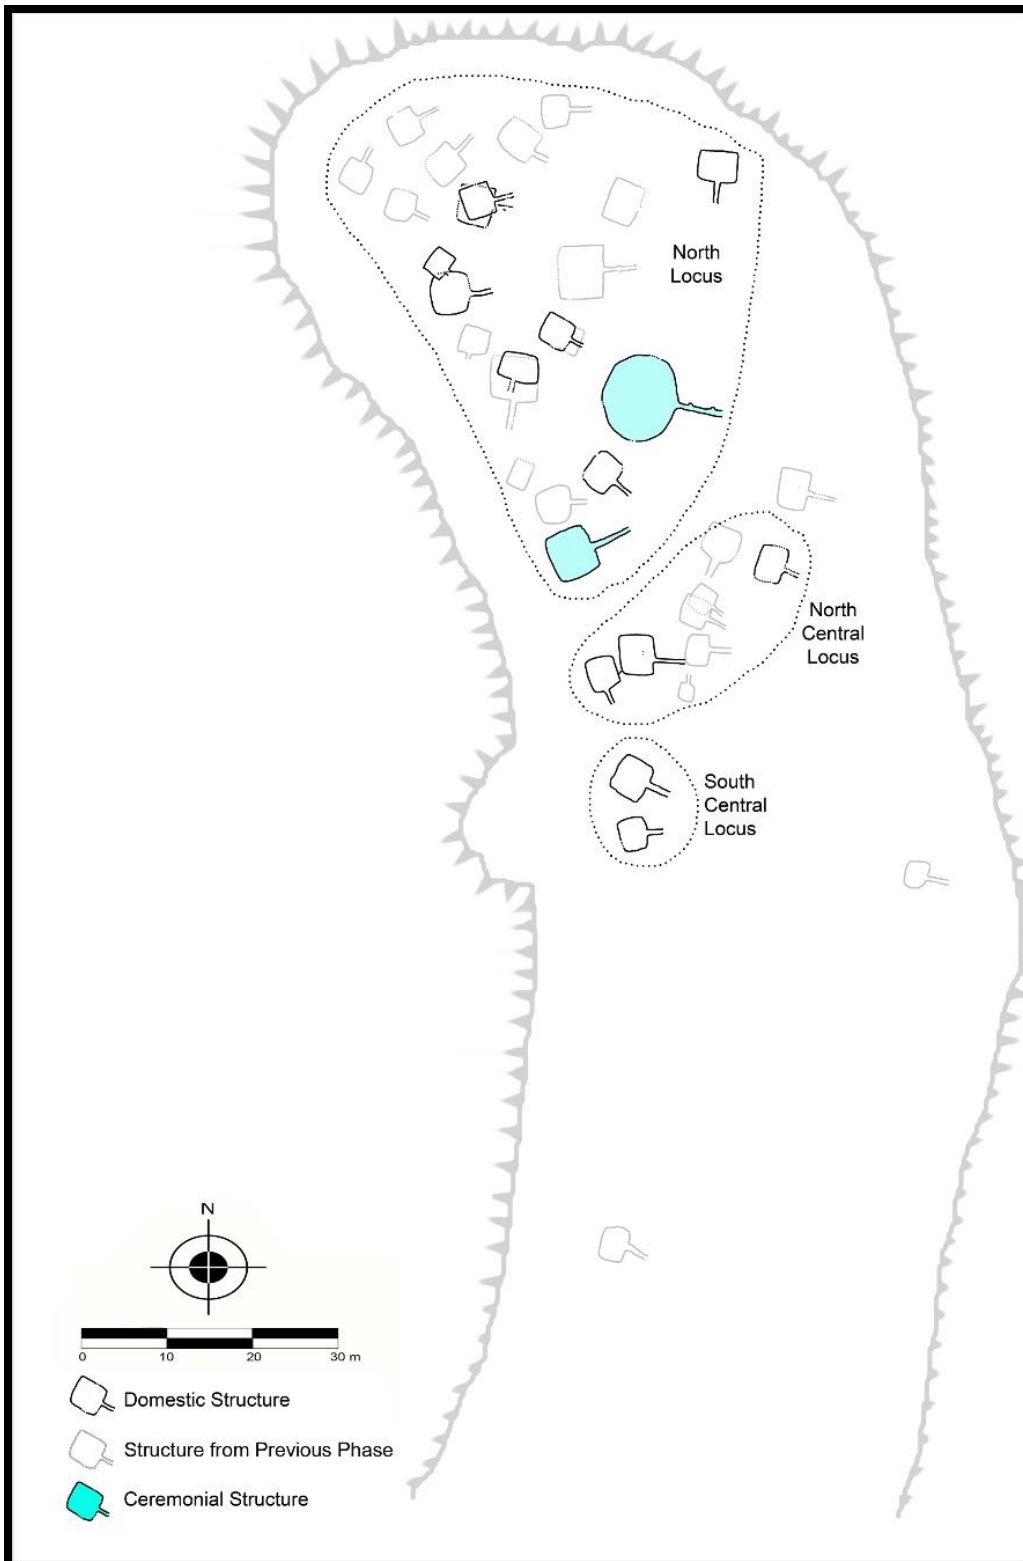 North
Locus
North
Central
Locus
South
Central
Locus
N
0 10 20 30 m
Domestic Structure
Structure from Previous Phase
Ceremonial Structure